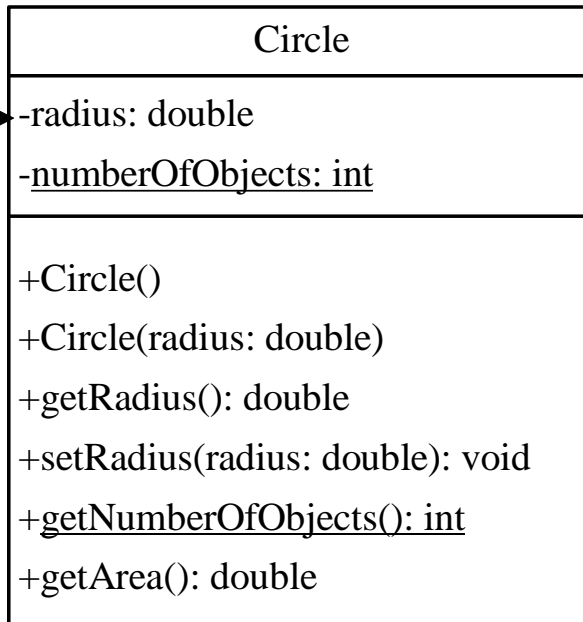 Circle
-radius: double
-numberOfObjects: int
+Circle()
+Circle(radius: double)
+getRadius(): double
+setRadius(radius: double): void
+getNumberOfObjects(): int
+getArea(): double